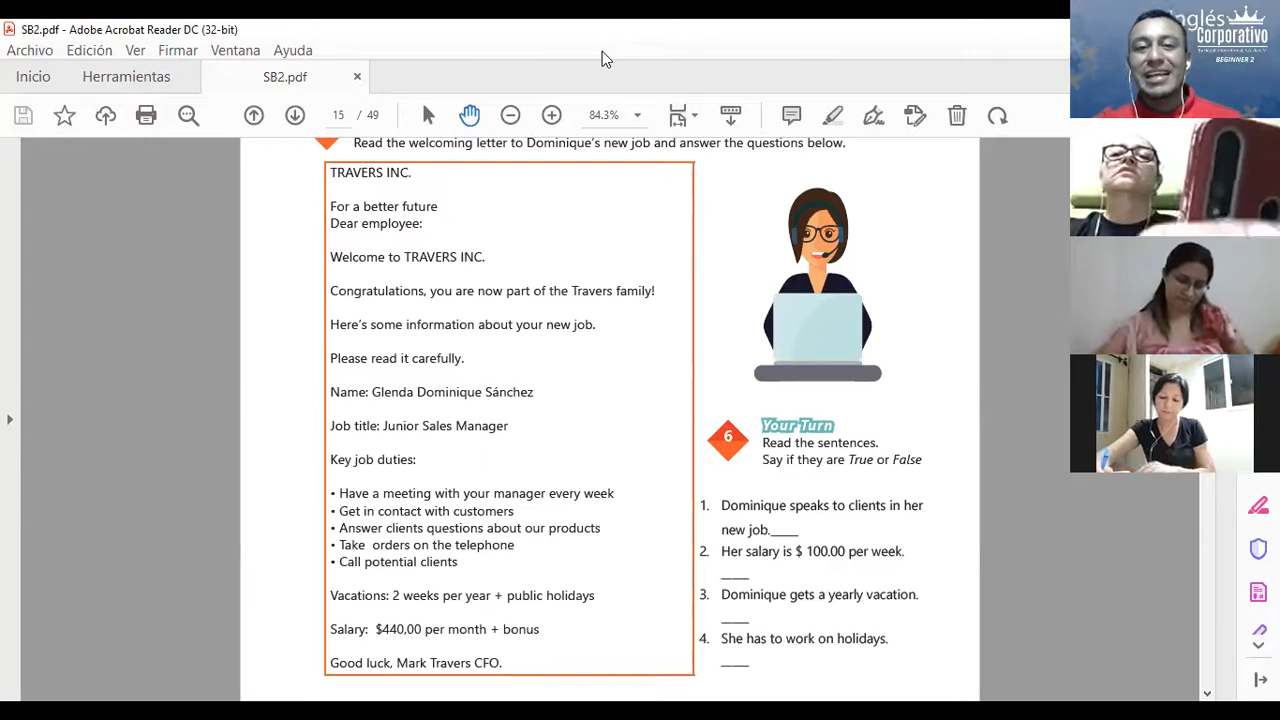 SB2.pdf - Adobe Acrobat Reader DC (32-bit)
Archivo Edición Ver Firmar Ventana Ayuda
Inicio Herramientas SB2.pdf ×
15 / 49 84.3%
Read the welcoming letter to Dominique's new job and answer the questions below.
TRAVERS INC.
For a better future
Dear employee:
Welcome to TRAVERS INC.
Congratulations, you are now part of the Travers family!
Here's some information about your new job.
Please read it carefully.
Name: Glenda Dominique Sánchez
Job title: Junior Sales Manager
Key job duties:
• Have a meeting with your manager every week
• Get in contact with customers
• Answer clients questions about our products
• Take orders on the telephone
• Call potential clients
Vacations: 2 weeks per year + public holidays
Salary: $440,00 per month + bonus
Good luck, Mark Travers CFO.
6
Your Turn
Read the sentences.
Say if they are True or False
1. Dominique speaks to clients in her
new job.____
2. Her salary is $ 100.00 per week.
____
3. Dominique gets a yearly vacation.
____
4. She has to work on holidays.
____
Inglés
Corporativo
BEGINNER 2